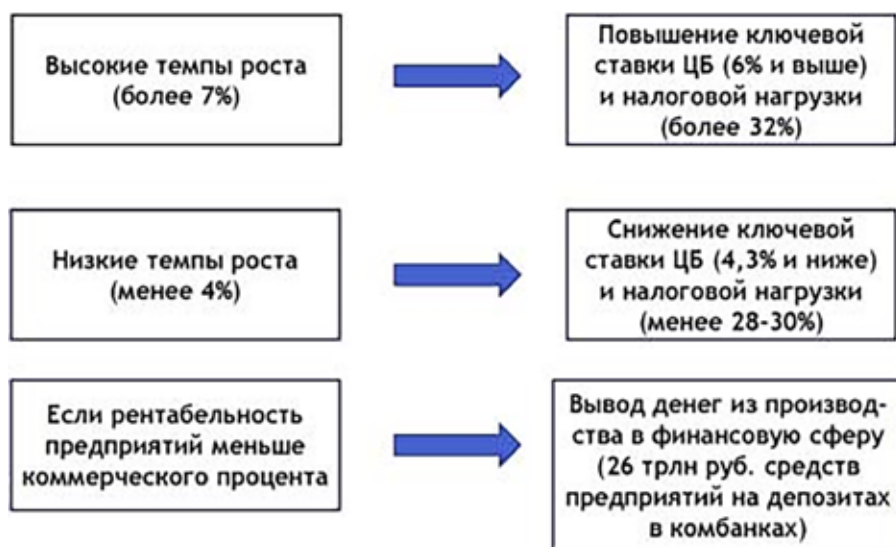 Высокие темпы роста
(более 7%)
Повышение ключевой
ставки ЦБ (6% и выше)
и налоговой нагрузки
(более 32%)
Низкие темпы роста
(менее 4%)
Снижение ключевой
ставки ЦБ (4,3% и ниже)
и налоговой нагрузки
(менее 28-30%)
Если рентабельность
предприятий меньше
коммерческого процента
Вывод денег из производ-
ства в финансовую сферу
(26 трлн руб. средств
предприятий на депозитах
в комбанках)